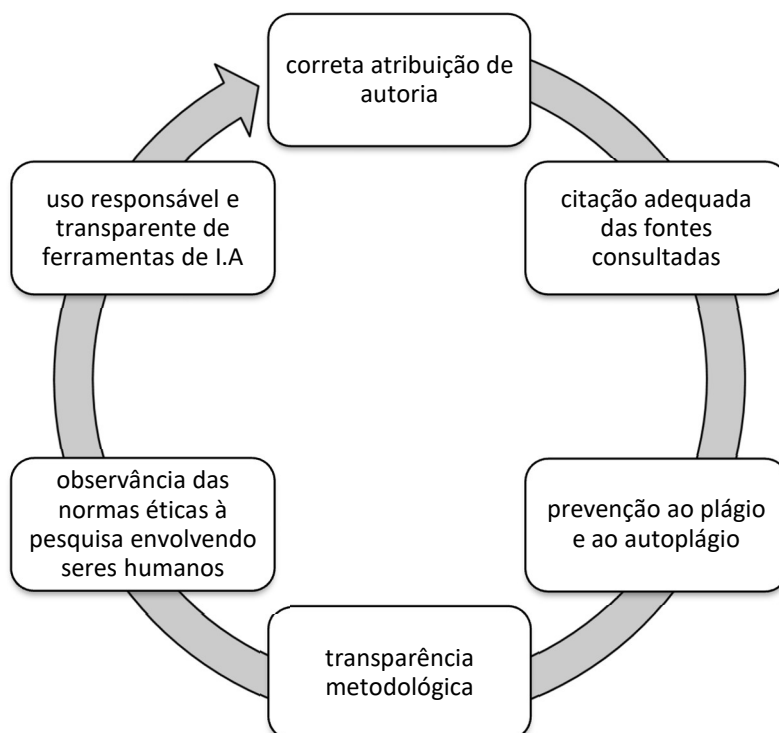 correta atribuição de
autoria
citação adequada
das fontes
consultadas
prevenção ao plágio
e ao autoplágio
transparência
metodológica
observância das
normas éticas à
pesquisa envolvendo
seres humanos
uso responsável e
transparente de
ferramentas de I.A